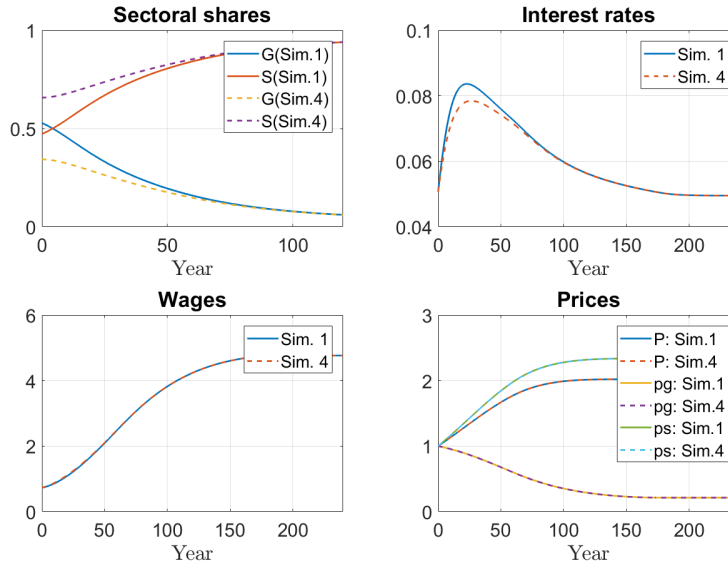 Sectoral shares
1
0.5
0
0
50
100
Year
G(Sim.1)
S(Sim.1)
G(Sim.4)
S(Sim.4)
Interest rates
0.1
0.08
0.06
0.04
0
50
100
150
200
Year
Sim. 1
Sim. 4
Wages
6
4
2
0
0
50
100
150
200
Year
Sim. 1
Sim. 4
Prices
3
2
1
0
0
50
100
150
200
Year
P: Sim.1
P: Sim.4
pg: Sim.1
pg: Sim.4
ps: Sim.1
ps: Sim.4